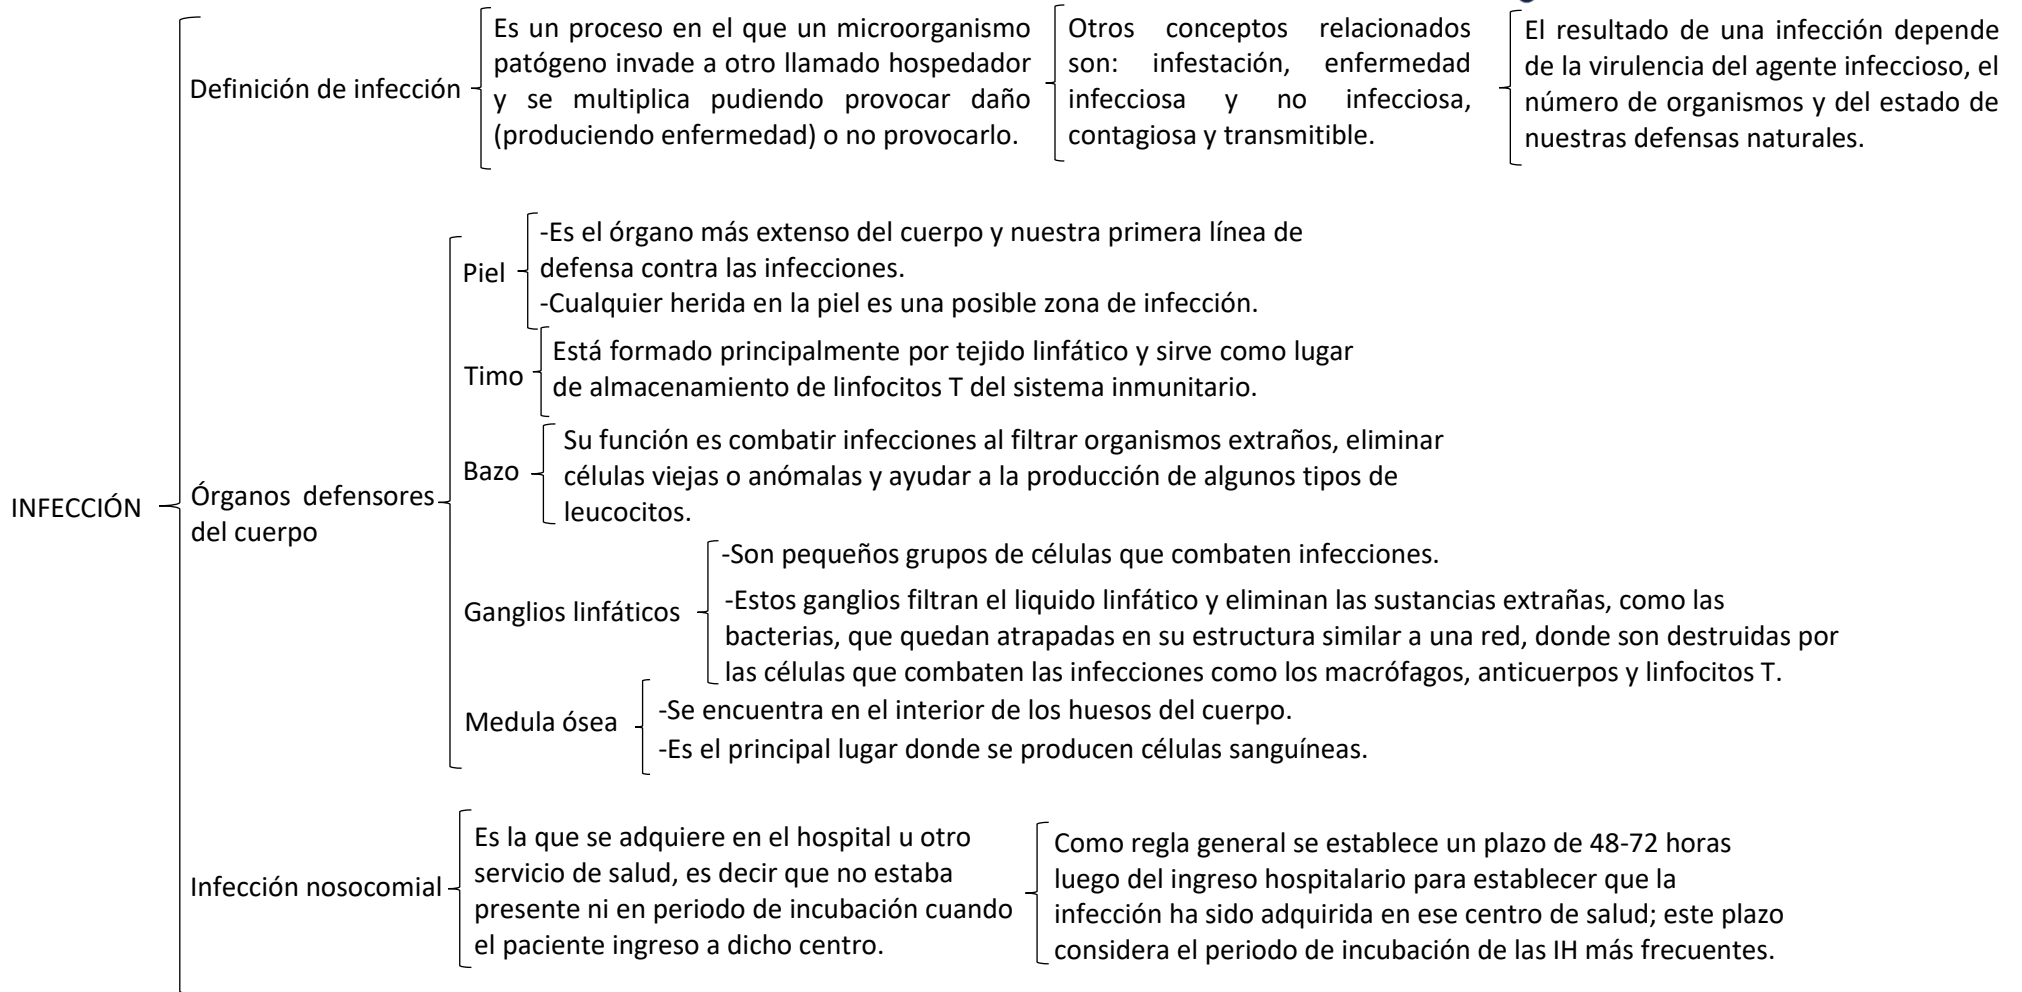 INFECCIÓN
Definición de infección
Es un proceso en el que un microorganismo
patógeno invade a otro llamado hospedador
y se multiplica pudiendo provocar daño
(produciendo enfermedad) o no provocarlo.
Otros conceptos relacionados
son: infestación, enfermedad
infecciosa y no infecciosa,
contagiosa y transmitible.
El resultado de una infección depende
de la virulencia del agente infeccioso, el
número de organismos y del estado de
nuestras defensas naturales.
Órganos defensores
del cuerpo
Piel
-Es el órgano más extenso del cuerpo y nuestra primera línea de
defensa contra las infecciones.
-Cualquier herida en la piel es una posible zona de infección.
Timo
Está formado principalmente por tejido linfático y sirve como lugar
de almacenamiento de linfocitos T del sistema inmunitario.
Bazo
Su función es combatir infecciones al filtrar organismos extraños, eliminar
células viejas o anómalas y ayudar a la producción de algunos tipos de
leucocitos.
Ganglios linfáticos
-Son pequeños grupos de células que combaten infecciones.
-Estos ganglios filtran el liquido linfático y eliminan las sustancias extrañas, como las
bacterias, que quedan atrapadas en su estructura similar a una red, donde son destruidas por
las células que combaten las infecciones como los macrófagos, anticuerpos y linfocitos T.
Medula ósea
-Se encuentra en el interior de los huesos del cuerpo.
-Es el principal lugar donde se producen células sanguíneas.
Infección nosocomial
Es la que se adquiere en el hospital u otro
servicio de salud, es decir que no estaba
presente ni en periodo de incubación cuando
el paciente ingreso a dicho centro.
Como regla general se establece un plazo de 48-72 horas
luego del ingreso hospitalario para establecer que la
infección ha sido adquirida en ese centro de salud; este plazo
considera el periodo de incubación de las IH más frecuentes.